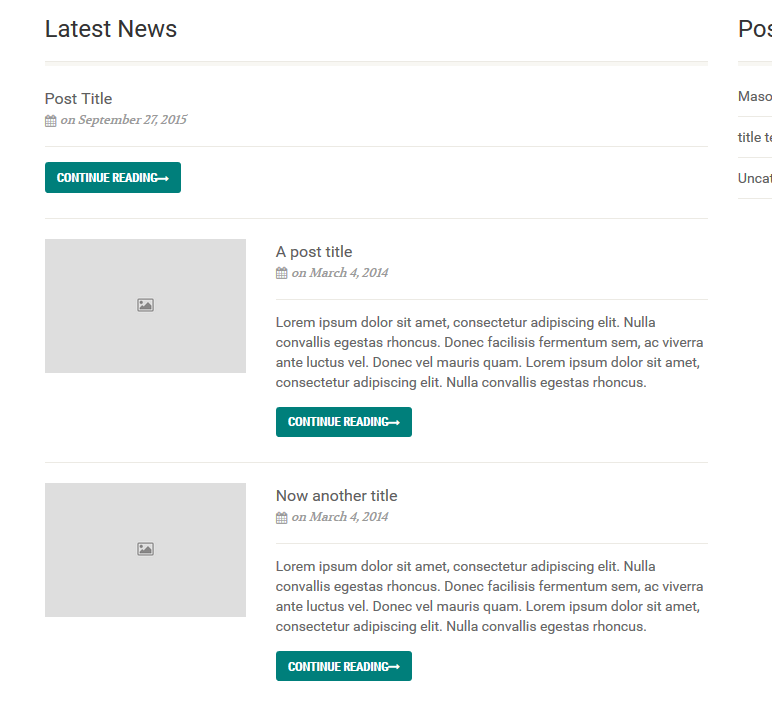 Latest News
Post Title
on September 27, 2015
CONTINUE READING→
A post title
on March 4, 2014
Lorem ipsum dolor sit amet, consectetur adipiscing elit. Nulla
convallis egestas rhoncus. Donec facilisis fermentum sem, ac viverra
ante luctus vel. Donec vel mauris quam. Lorem ipsum dolor sit amet,
consectetur adipiscing elit. Nulla convallis egestas rhoncus.
CONTINUE READING→
Now another title
on March 4, 2014
Lorem ipsum dolor sit amet, consectetur adipiscing elit. Nulla
convallis egestas rhoncus. Donec facilisis fermentum sem, ac viverra
ante luctus vel. Donec vel mauris quam. Lorem ipsum dolor sit amet,
consectetur adipiscing elit. Nulla convallis egestas rhoncus.
CONTINUE READING→
Pos
Maso
title te
Uncat